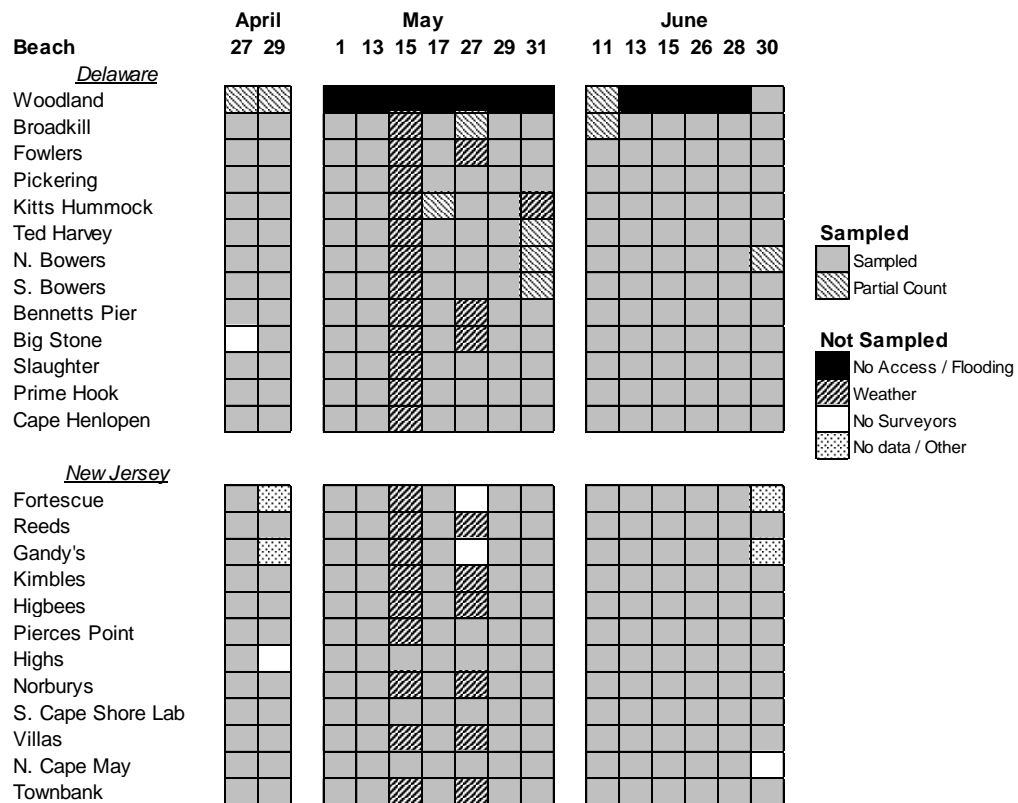 April May June
Beach 27 29 1 13 15 17 27 29 31 11 13 15 26 28 30
Delaware
Woodland
Broadkill
Fowlers
Pickering
Kitts Hummock
Ted Harvey
N. Bowers
S. Bowers
Bennetts Pier
Big Stone
Slaughter
Prime Hook
Cape Henlopen
New Jersey
Fortescue
Reeds
Gandy's
Kimbles
Higbees
Pierces Point
Highs
Norburys
S. Cape Shore Lab
Villas
N. Cape May
Townbank
Sampled
Sampled
Partial Count
Not Sampled
No Access / Flooding
Weather
No Surveyors
No data / Other